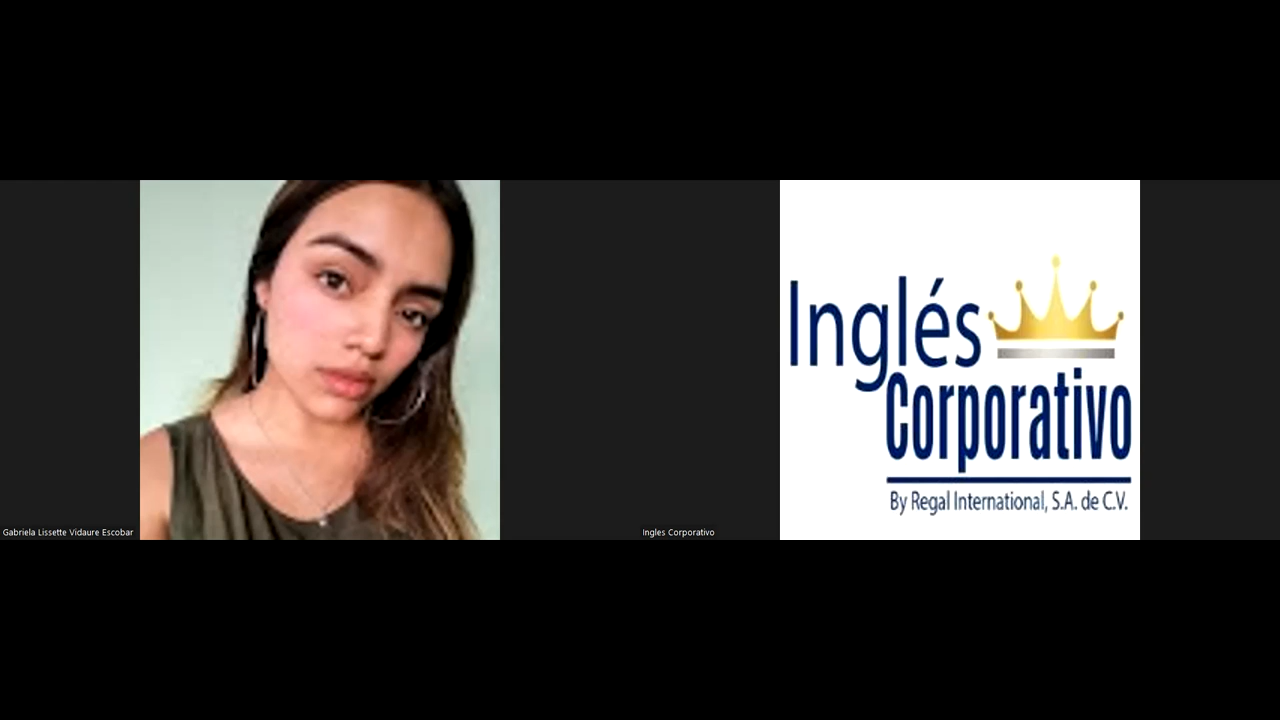 Inglés
Corporativo
By Regal International, S.A. de C.V.
Gabriela Lissette Vidaure Escobar
Ingles Corporativo